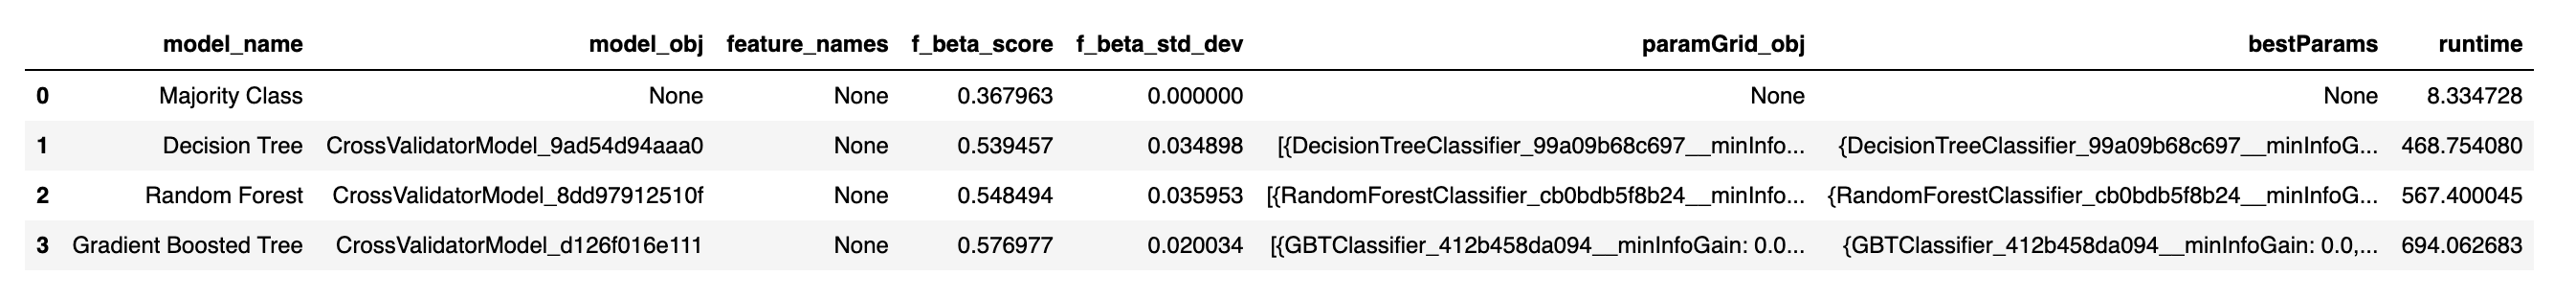 model_name model_obj feature_names f_beta_score f_beta_std_dev paramGrid_obj bestParams runtime
0 Majority Class None None 0.367963 0.000000 None None 8.334728
1 Decision Tree CrossValidatorModel_9ad54d94aaa0 None 0.539457 0.034898 [{DecisionTreeClassifier_99a09b68c697__minInfo... {DecisionTreeClassifier_99a09b68c697__minInfoG... 468.754080
2 Random Forest CrossValidatorModel_8dd97912510f None 0.548494 0.035953 [{RandomForestClassifier_cb0bdb5f8b24__minInfo... {RandomForestClassifier_cb0bdb5f8b24__minInfoG... 567.400045
3 Gradient Boosted Tree CrossValidatorModel_d126f016e111 None 0.576977 0.020034 [{GBTClassifier_412b458da094__minInfoGain: 0.0... {GBTClassifier_412b458da094__minInfoGain: 0.0,... 694.062683